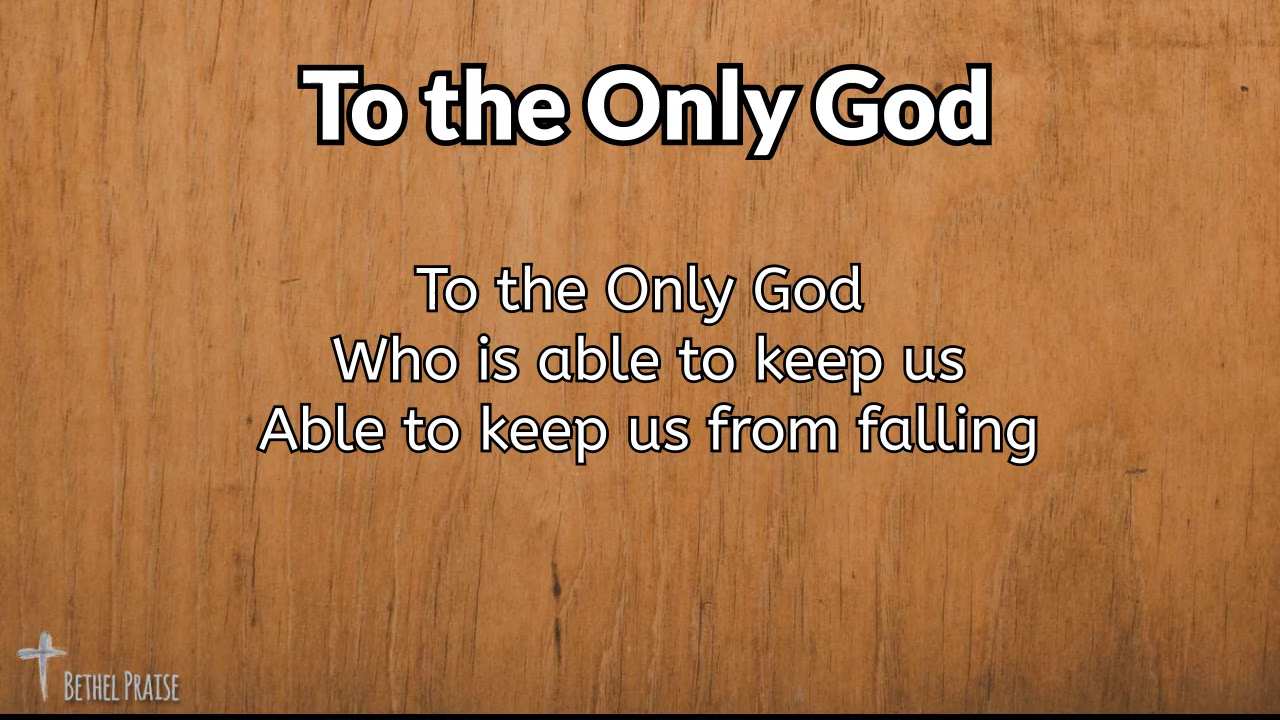 To the Only God
To the Only God
Who is able to keep us
Able to keep us from falling
Bethel Praise